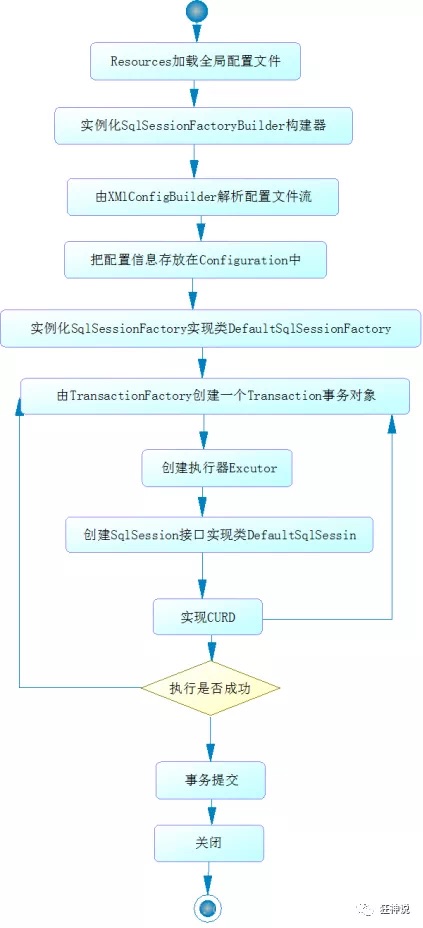 Resources加载全局配置文件
实例化SqlSessionFactoryBuilder构建器
由XMlConfigBuilder解析配置文件流
把配置信息存放在Configuration中
实例化SqlSessionFactory实现类DefaultSqlSessionFactory
由TransactionFactory创建一个Transaction事务对象
创建执行器Excutor
创建SqlSession接口实现类DefaultSqlSessin
实现CURD
执行是否成功
事务提交
关闭
狂神说